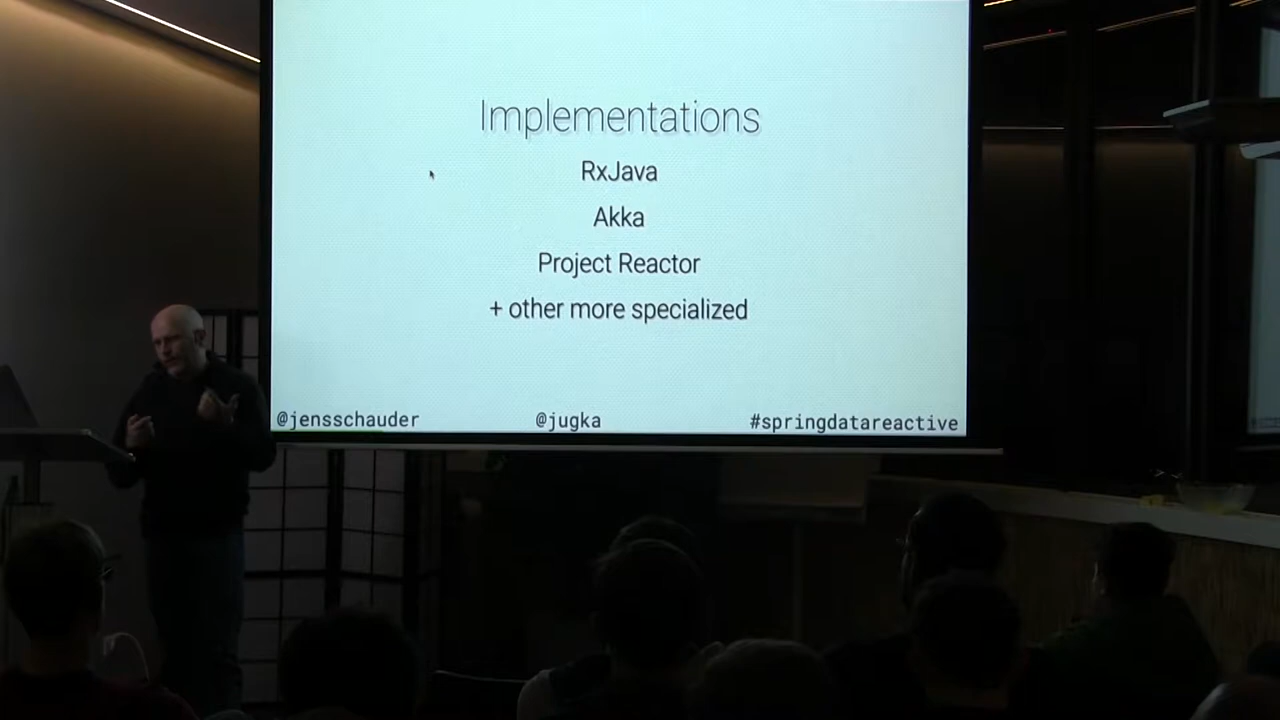 Implementations
RxJava
Akka
Project Reactor
+ other more specialized
@jensschauder @jugka #springdatareactive